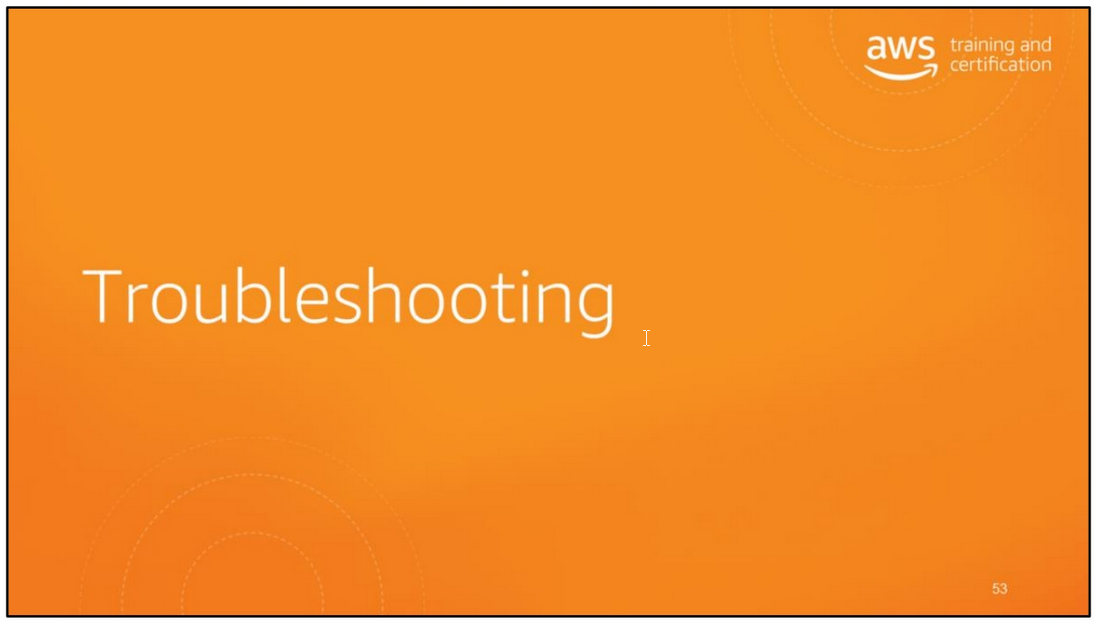 aws training and
certification
Troubleshooting
53